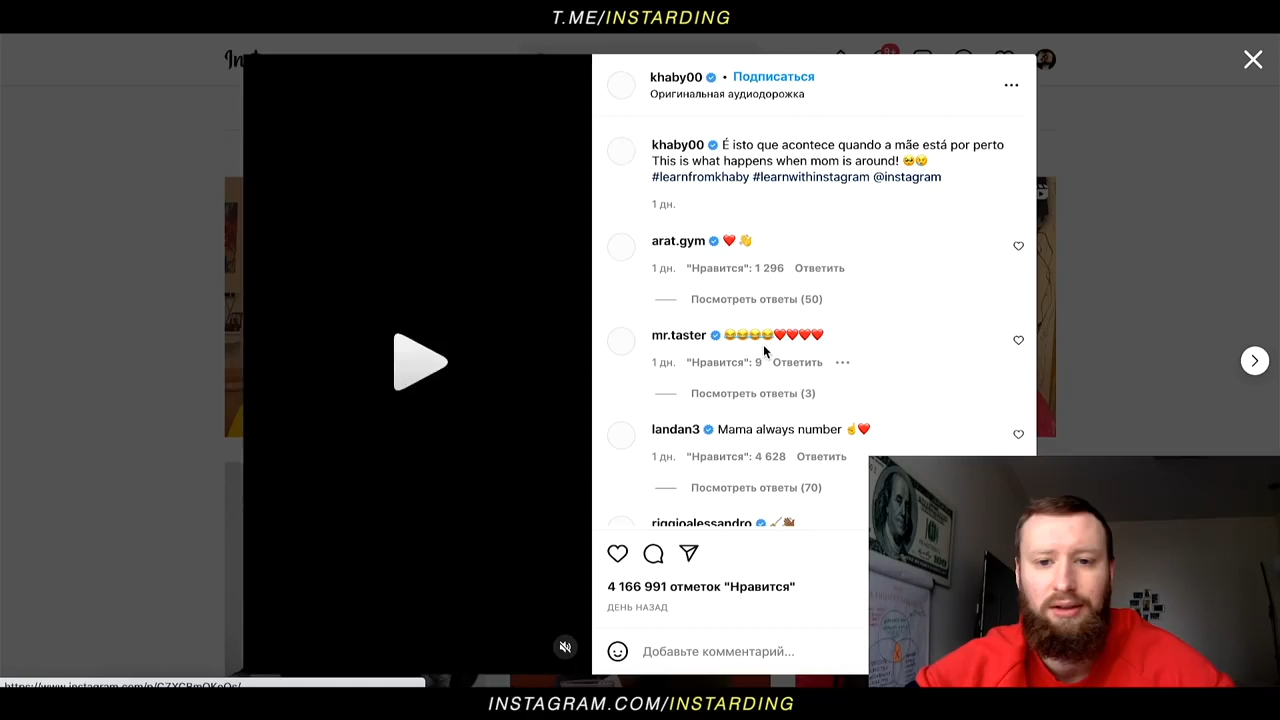 T.ME/INSTARDING
khaby00 • Подписаться
Оригинальная аудиодорожка
khaby00 É isto que acontece quando a mãe está por perto
This is what happens when mom is around! 🥹😢
#learnfromkhaby #learnwithinstagram @instagram
1 дн.
arat.gym ❤️ 👏
1 дн. "Нравится": 1 296 Ответить
Посмотреть ответы (50)
mr.taster 😂😂😂😂❤️❤️❤️❤️
1 дн. "Нравится": 9 Ответить ...
Посмотреть ответы (3)
landan3 Mama always number ☝️❤️
1 дн. "Нравится": 4 628 Ответить
Посмотреть ответы (70)
riggioalessandro
4 166 991 отметок "Нравится"
ДЕНЬ НАЗАД
Добавьте комментарий...
INSTAGRAM.COM/INSTARDING